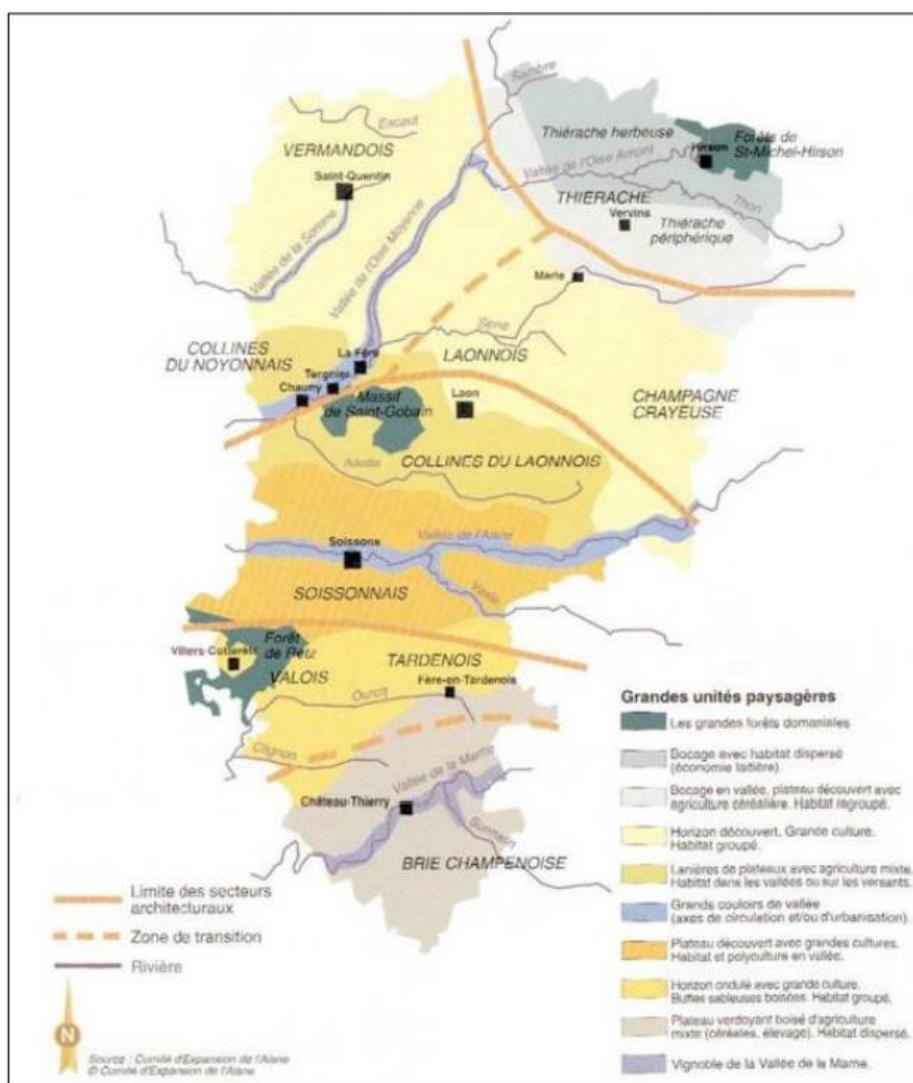 Sambre
Escaut
Thiérache herbeuse
Forêts de
St-Michel-Hirson
Hirson
VERMANDOIS
Saint-Quentin
Vallée de l'Oise Amont
THIERACHE
Thon
Vervins
Thiérache
périphérique
Vallée de la Somme
Vallée de l'Oise Moyenne
Marle
Serre
COLLINES
DU NOYONNAIS
La Fère
LAONNOIS
Tergnier
Chauny
Massif
de Saint-Gobain
Laon
CHAMPAGNE
CRAYEUSE
Ailette
COLLINES DU LAONNOIS
Vallée de l'Aisne
Soissons
Vesle
SOISSONNAIS
Forêt
de Retz
Villers-Cotterêts
VALOIS
TARDENOIS
Fère-en-Tardenois
Ourcq
Clignon
Vallée de la Marne
Château-Thierry
Surmelin
BRIE CHAMPENOISE
Limite des secteurs
architecturaux
Zone de transition
Rivière
N
Source : Comité d'Expansion de l'Aisne
© Comité d'Expansion de l'Aisne
Grandes unités paysagères
Les grandes forêts domaniales
Bocage avec habitat dispersé
(économie laitière).
Bocage en vallée, plateau découvert avec
agriculture céréalière. Habitat regroupé.
Horizon découvert. Grande culture.
Habitat groupé.
Lanières de plateaux avec agriculture mixte.
Habitat dans les vallées ou sur les versants.
Grands couloirs de vallée
(axes de circulation et/ou d'urbanisation).
Plateau découvert avec grandes cultures.
Habitat et polyculture en vallée.
Horizon ondulé avec grande culture.
Buttes sableuses boisées. Habitat groupé.
Plateau verdoyant boisé d'agriculture
mixte (céréales, élevage). Habitat dispersé.
Vignoble de la Vallée de la Marne.